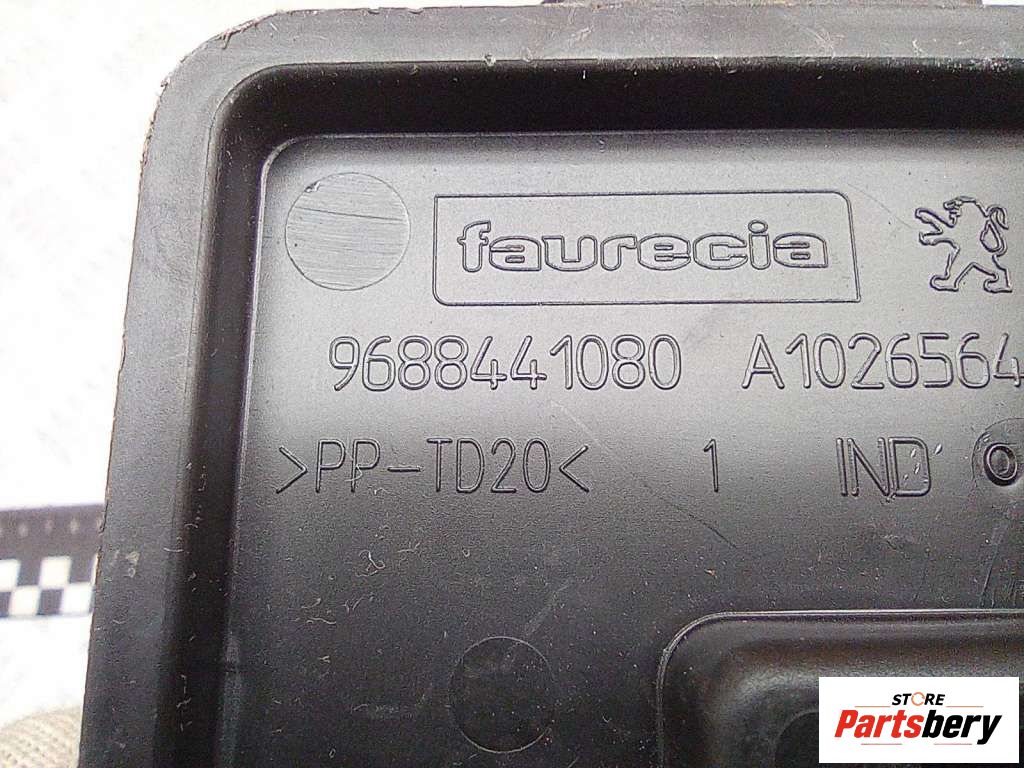 faurecia
9688441080 A1026564
>PP-TD20< 1 IND
STORE
Partsbery